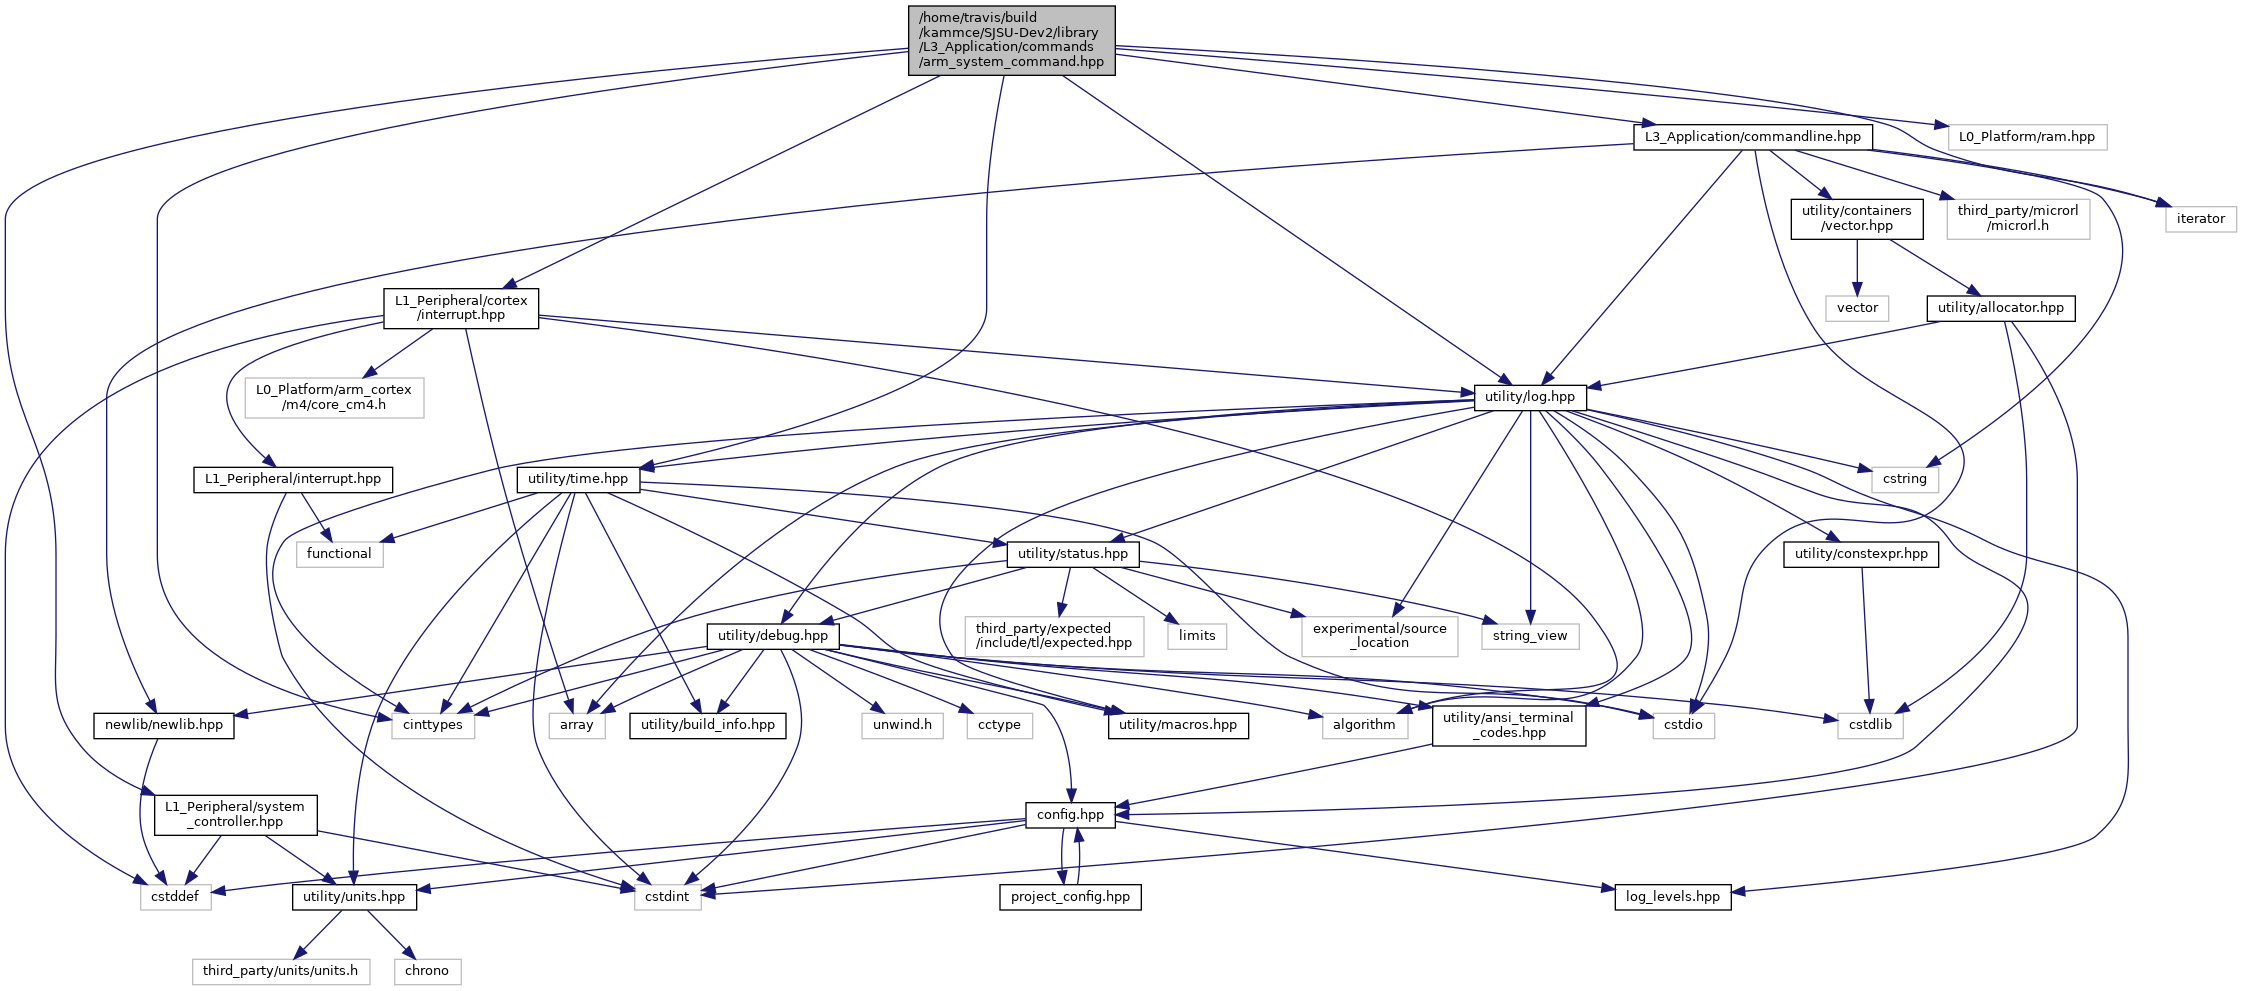 /home/travis/build
/kammce/SJSU-Dev2/library
/L3_Application/commands
/arm_system_command.hpp
L3_Application/commandline.hpp
L0_Platform/ram.hpp
utility/containers
/vector.hpp
third_party/microrl
/microrl.h
iterator
L1_Peripheral/cortex
/interrupt.hpp
vector
utility/allocator.hpp
L0_Platform/arm_cortex
/m4/core_cm4.h
utility/log.hpp
L1_Peripheral/interrupt.hpp
utility/time.hpp
cstring
functional
utility/status.hpp
utility/constexpr.hpp
utility/debug.hpp
third_party/expected
/include/tl/expected.hpp
limits
experimental/source
_location
string_view
newlib/newlib.hpp
cinttypes
array
utility/build_info.hpp
unwind.h
cctype
utility/macros.hpp
algorithm
utility/ansi_terminal
_codes.hpp
cstdio
cstdlib
L1_Peripheral/system
_controller.hpp
config.hpp
cstddef
utility/units.hpp
cstdint
project_config.hpp
log_levels.hpp
third_party/units/units.h
chrono